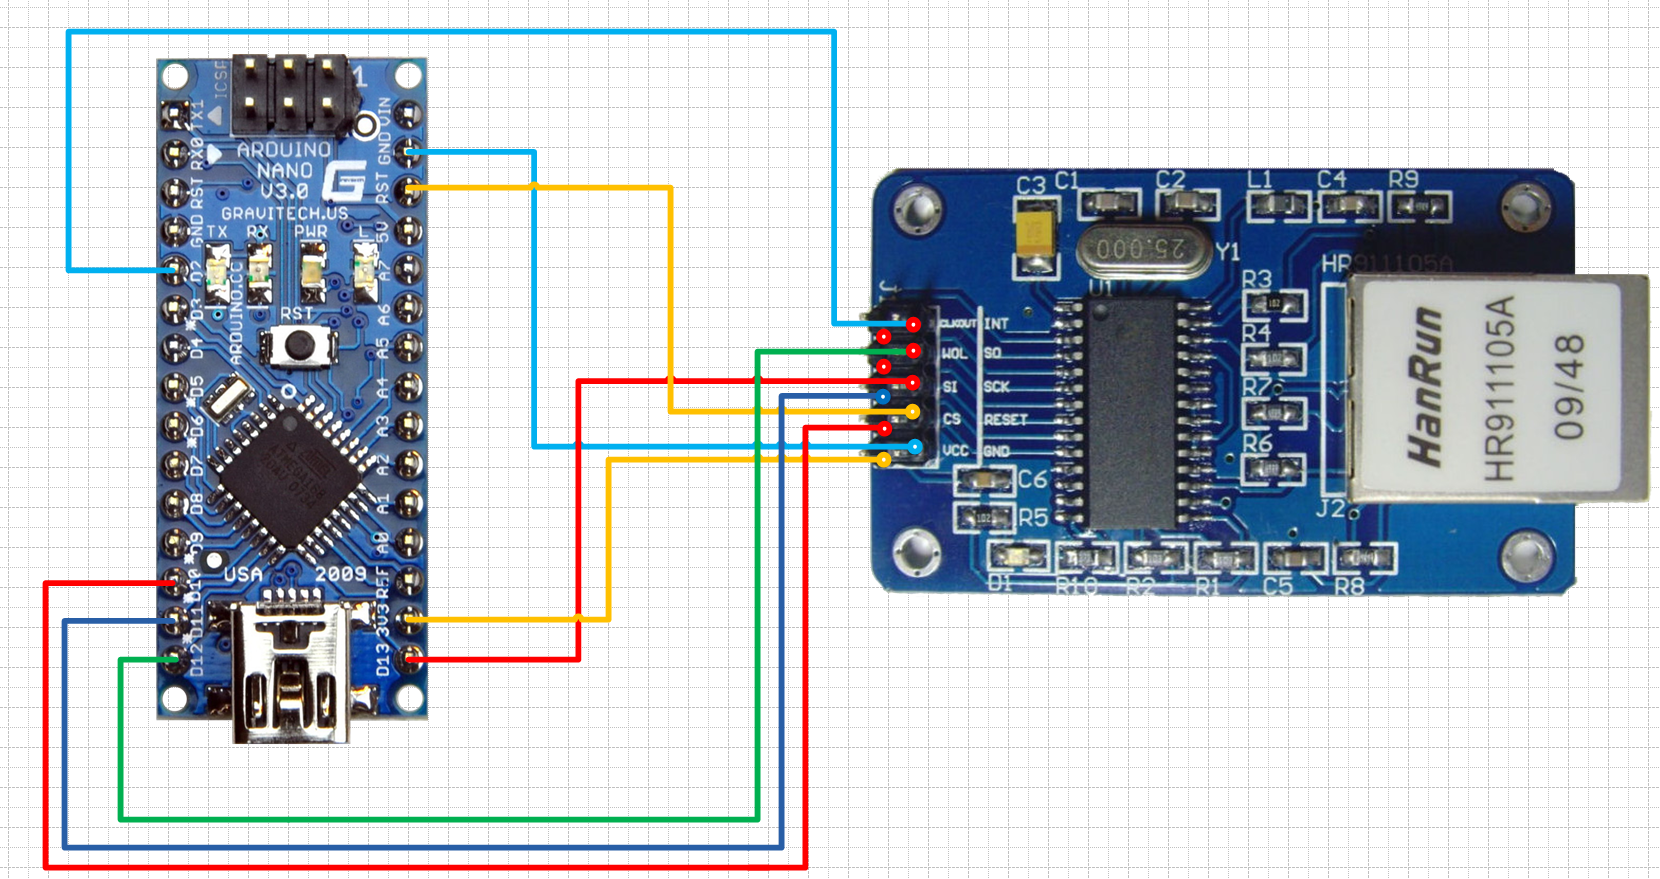 ICSP
1
TX1
RX0
RST
GND
D2
D3
D4
D5
D6
D7
D8
D9
D10
D11
D12
VIN
GND
RST
5V
A7
A6
A5
A4
A3
A2
A1
A0
REF
3V3
D13
ARDUINO
NANO
V3.0
G
GRAVITECH.US
TX RX PWR L
ARDUINO.CC
RST
USA 2009
C3
C1
C2
L1
C4
R9
25.000
Y1
HR911105A
U1
R3
102
R4
R7
R6
CLKOUT INT
WOL SO
SI SCK
CS RESET
VCC GND
C6
R5
102
D1
R10
R2
R1
C5
R8
J2
HanRun
HR911105A
09/48